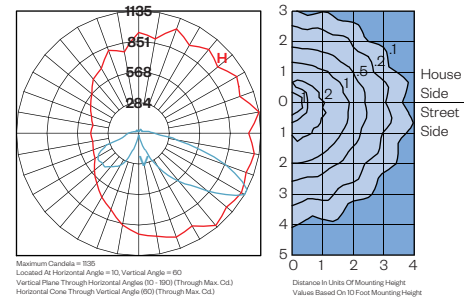 1135
851
568
284
H
V
Maximum Candela = 1135
Located At Horizontal Angle = 10, Vertical Angle = 60
Vertical Plane Through Horizontal Angles (10 - 190) (Through Max. Cd.)
Horizontal Cone Through Vertical Angle (60) (Through Max. Cd.)
3
2
1
0
1
2
3
4
5
0 1 2 3 4
2
1
.5
.2
.1
House
Side
Street
Side
Distance In Units Of Mounting Height
Values Based On 10 Foot Mounting Height